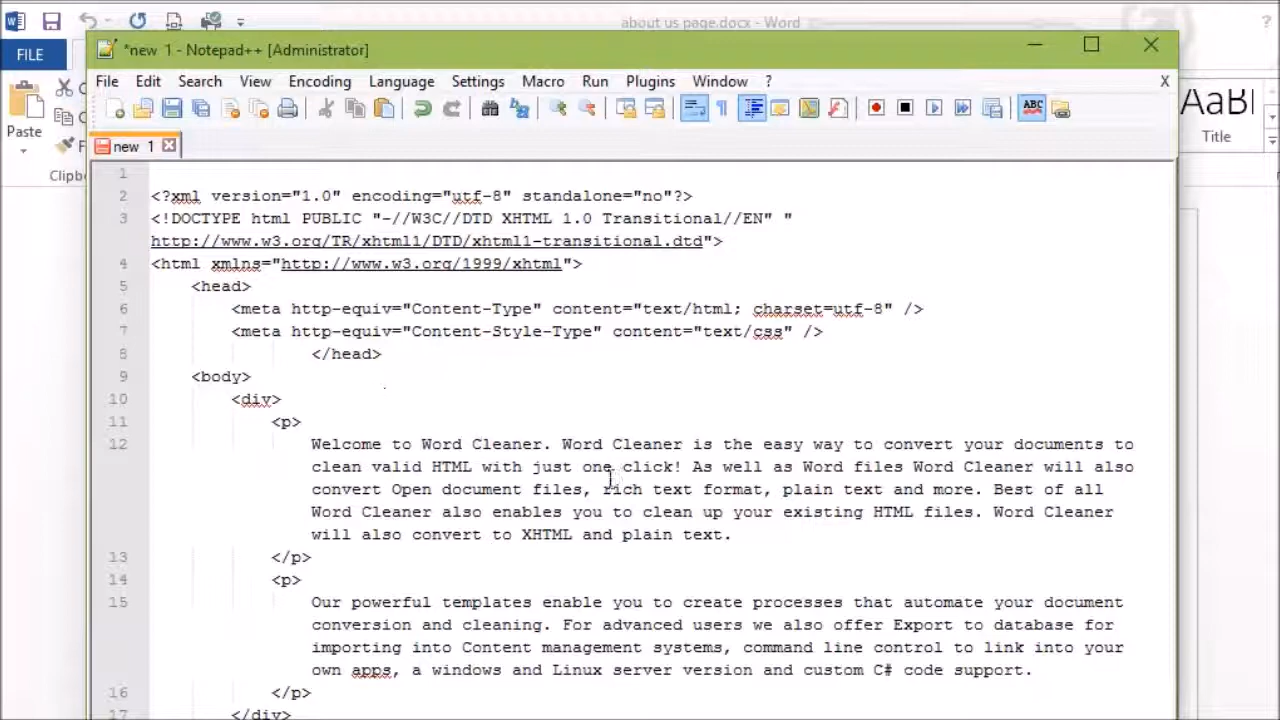 about us page.docx - Word
?
FILE
*new 1 - Notepad++ [Administrator]
File Edit Search View Encoding Language Settings Macro Run Plugins Window ?
X
ABC
Paste
Title
new 1
1
2 <?xml version="1.0" encoding="utf-8" standalone="no"?>
3 <!DOCTYPE html PUBLIC "-//W3C//DTD XHTML 1.0 Transitional//EN" "
http://www.w3.org/TR/xhtml1/DTD/xhtml1-transitional.dtd">
4 <html xmlns="http://www.w3.org/1999/xhtml">
5 <head>
6 <meta http-equiv="Content-Type" content="text/html; charset=utf-8" />
7 <meta http-equiv="Content-Style-Type" content="text/css" />
8 </head>
9 <body>
10 <div>
11 <p>
12 Welcome to Word Cleaner. Word Cleaner is the easy way to convert your documents to
clean valid HTML with just one click! As well as Word files Word Cleaner will also
convert Open document files, rich text format, plain text and more. Best of all
Word Cleaner also enables you to clean up your existing HTML files. Word Cleaner
will also convert to XHTML and plain text.
13 </p>
14 <p>
15 Our powerful templates enable you to create processes that automate your document
conversion and cleaning. For advanced users we also offer Export to database for
importing into Content management systems, command line control to link into your
own apps, a windows and Linux server version and custom C# code support.
16 </p>
17 </div>